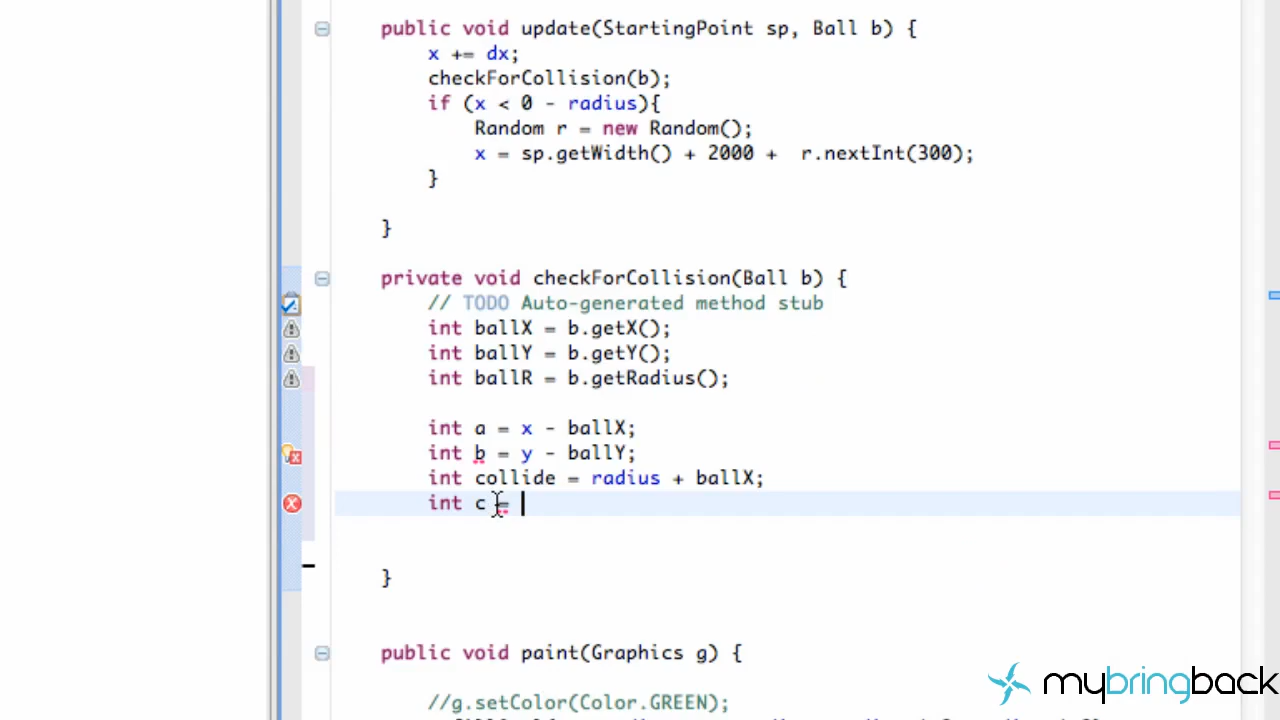 public void update(StartingPoint sp, Ball b) {
x += dx;
checkForCollision(b);
if (x < 0 - radius){
Random r = new Random();
x = sp.getWidth() + 2000 +  r.nextInt(300);
}
}
private void checkForCollision(Ball b) {
// TODO Auto-generated method stub
int ballX = b.getX();
int ballY = b.getY();
int ballR = b.getRadius();
int a = x - ballX;
int b = y - ballY;
int collide = radius + ballX;
int c =
}
public void paint(Graphics g) {
//g.setColor(Color.GREEN);
mybringback